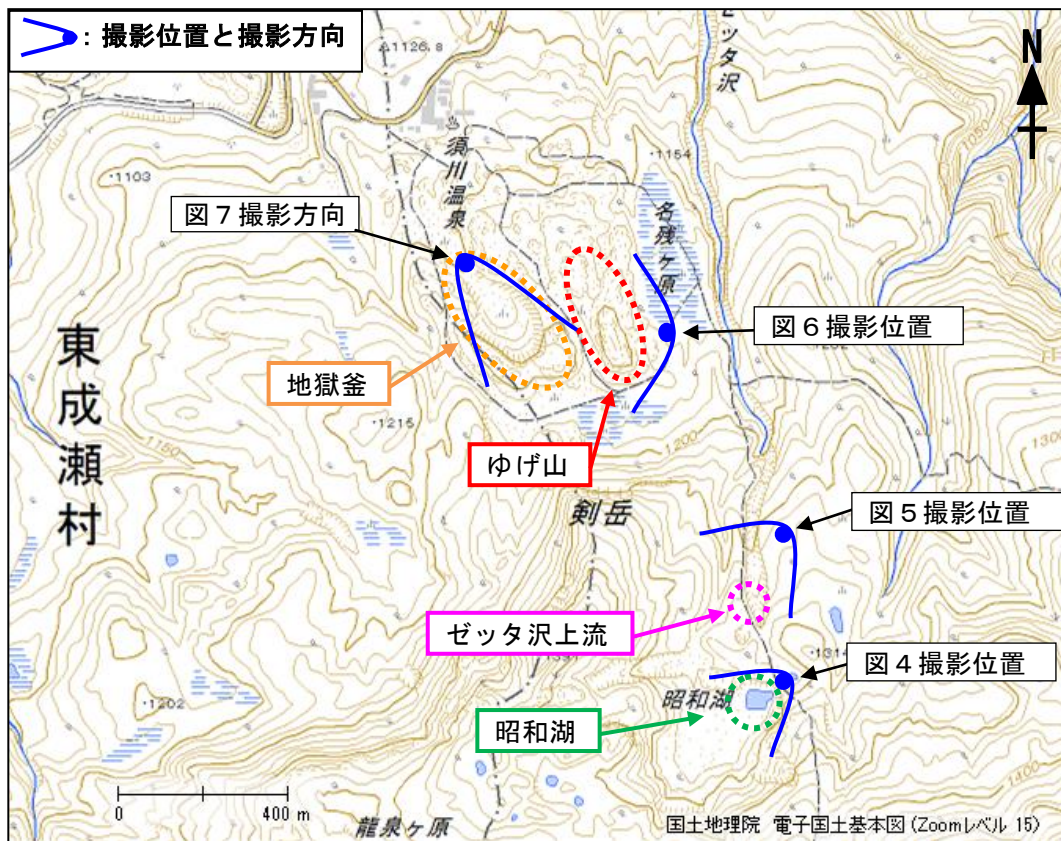 ：撮影位置と撮影方向
1126.8
ゼッタ沢
N
1050
須川温泉
1154
1103
図７撮影方向
名残ヶ原
図６撮影位置
東成瀬村
地獄釜
1215
1150
1200
1300
ゆげ山
図５撮影位置
剣岳
ゼッタ沢上流
図４撮影位置
昭和湖
1202
昭和湖
1400
0
400 m
龍泉ヶ原
国土地理院 電子国土基本図(Zoomレベル 15)